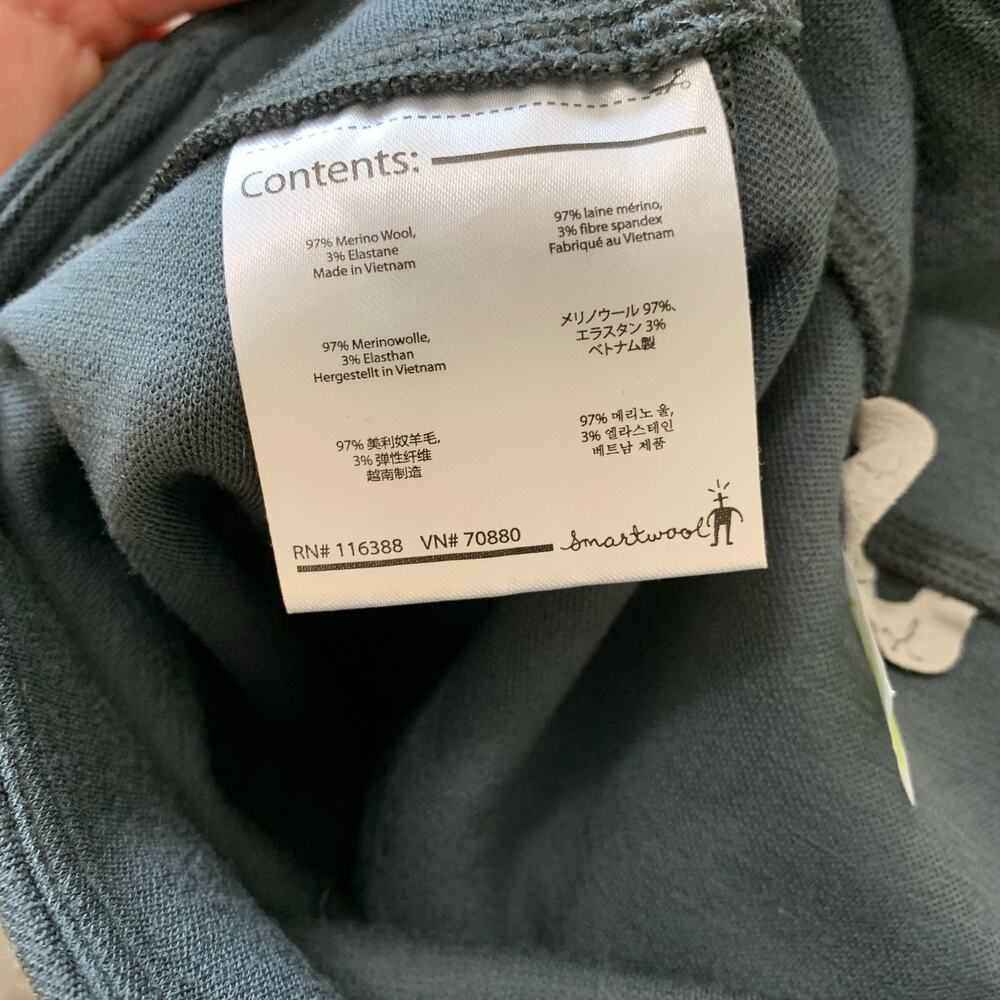 Contents:
97% Merino Wool,
3% Elastane
Made in Vietnam
97% laine mérino,
3% fibre spandex
Fabriqué au Vietnam
97% Merinowolle,
3% Elasthan
Hergestellt in Vietnam
メリノウール 97%、
エラスタン 3%
ベトナム製
97% 美利奴羊毛,
3% 弹性纤维
越南制造
97% 메리노 울,
3% 엘라스테인
베트남 제품
RN# 116388 VN# 70880
smartwool